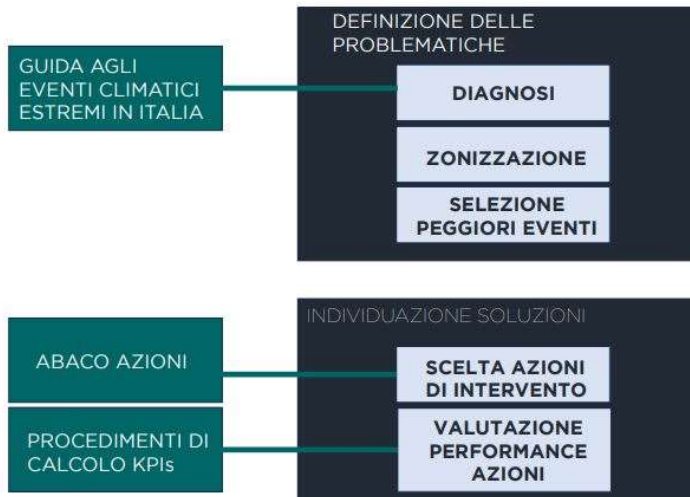 GUIDA AGLI
EVENTI CLIMATICI
ESTREMI IN ITALIA
DEFINIZIONE DELLE
PROBLEMATICHE
DIAGNOSI
ZONIZZAZIONE
SELEZIONE
PEGGIORI EVENTI
ABACO AZIONI
PROCEDIMENTI DI
CALCOLO KPIs
INDIVIDUAZIONE SOLUZIONI
SCELTA AZIONI
DI INTERVENTO
VALUTAZIONE
PERFORMANCE
AZIONI